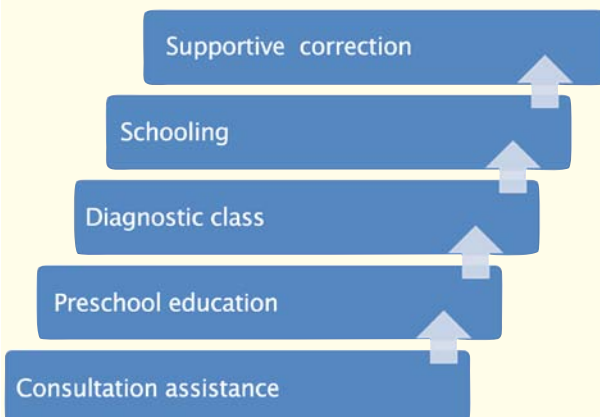 Supportive correction
Schooling
Diagnostic class
Preschool education
Consultation assistance